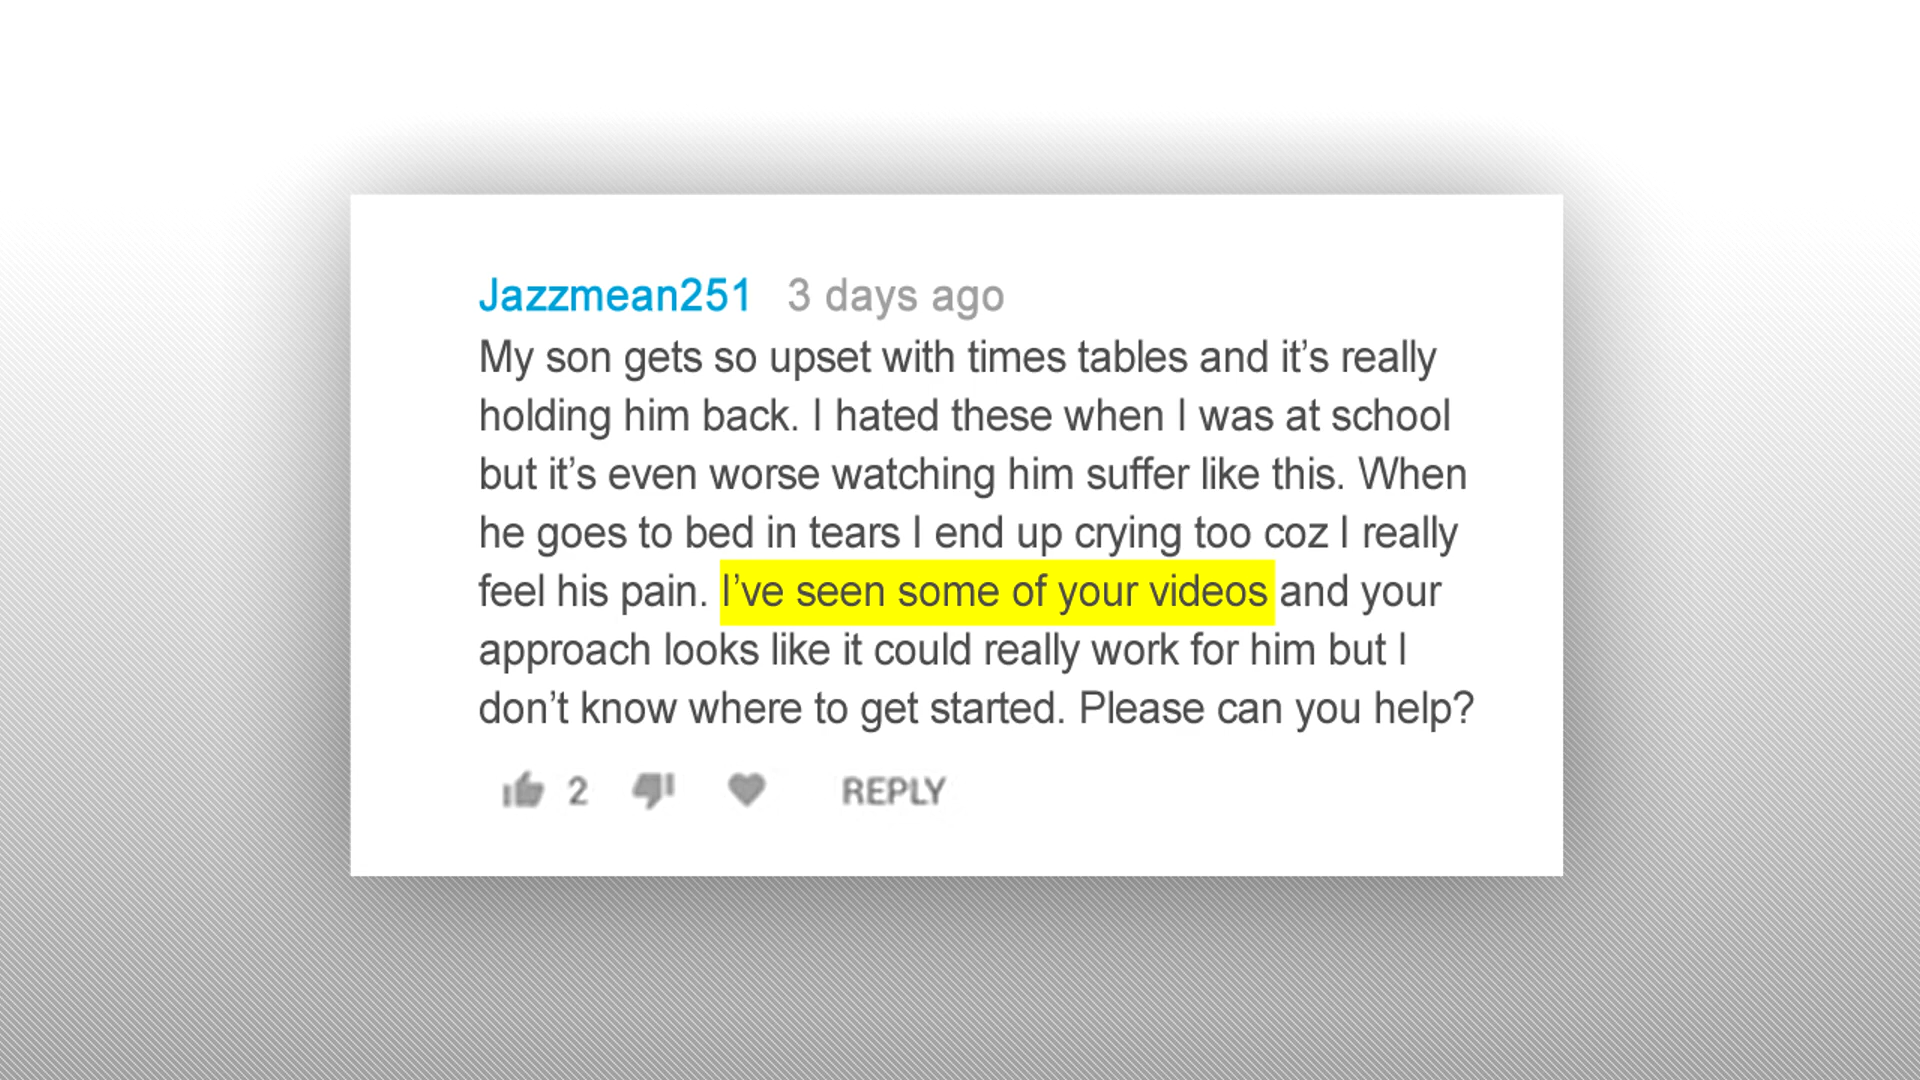 Jazzmean251 3 days ago
My son gets so upset with times tables and it’s really
holding him back. I hated these when I was at school
but it’s even worse watching him suffer like this. When
he goes to bed in tears I end up crying too coz I really
feel his pain. I’ve seen some of your videos and your
approach looks like it could really work for him but I
don’t know where to get started. Please can you help?
2 REPLY